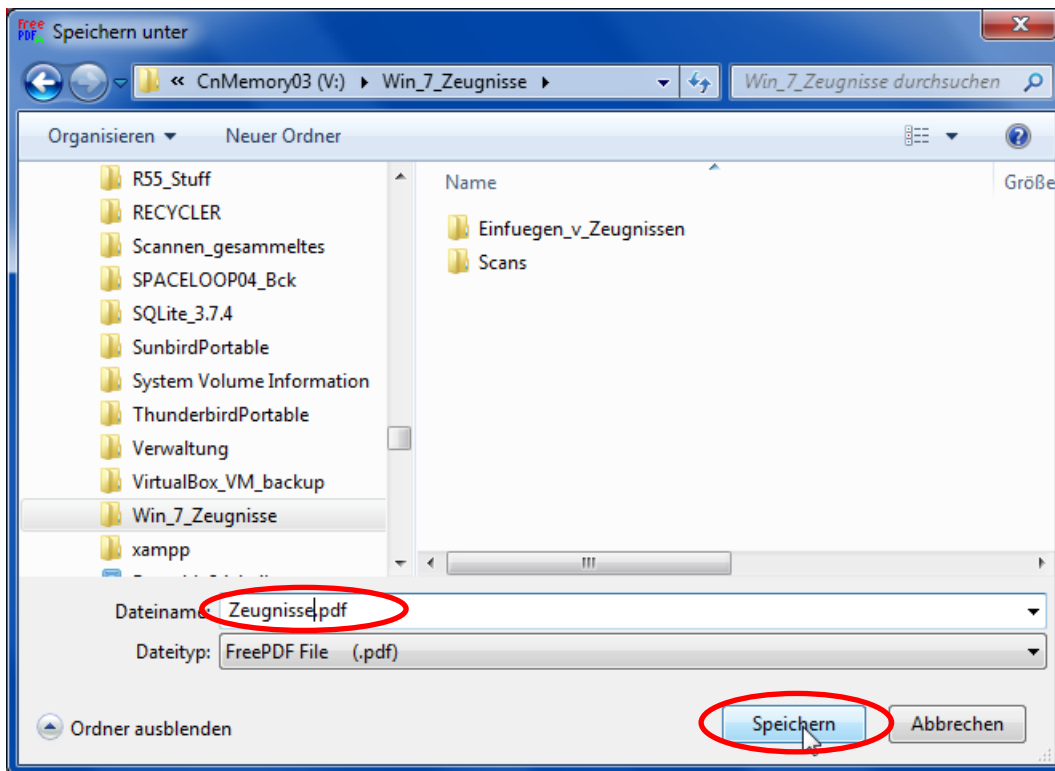 Free PDF Speichern unter
« CnMemory03 (V:) Win_7_Zeugnisse Win_7_Zeugnisse durchsuchen
Organisieren Neuer Ordner
R55_Stuff
RECYCLER
Scannen_gesammeltes
SPACELOOP04_Bck
SQLite_3.7.4
SunbirdPortable
System Volume Information
ThunderbirdPortable
Verwaltung
VirtualBox_VM_backup
Win_7_Zeugnisse
xampp
Name Größe
Einfuegen_v_Zeugnissen
Scans
Dateiname: Zeugnisse.pdf
Dateityp: FreePDF File (.pdf)
Ordner ausblenden Speichern Abbrechen